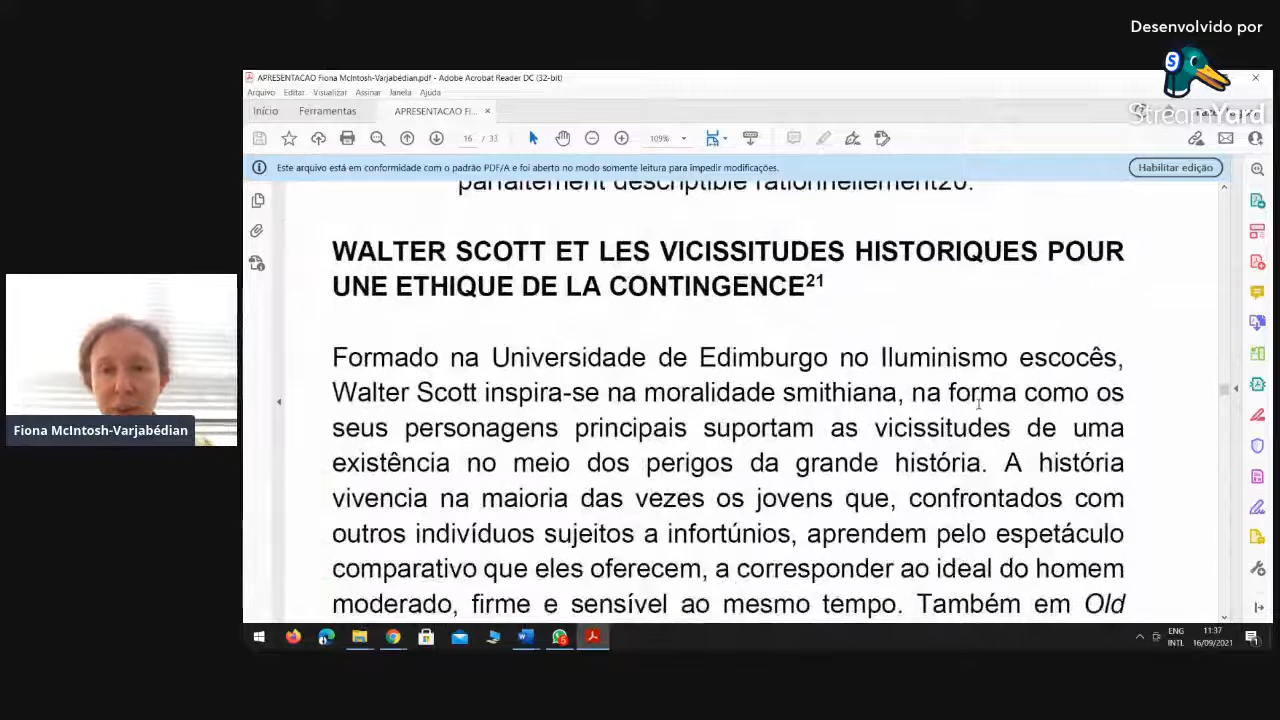 Desenvolvido por
S
StreamYard
APRESENTACAO Fiona McIntosh-Varjabédian.pdf - Adobe Acrobat Reader DC (32-bit)
Arquivo Editar Visualizar Assinar Janela Ajuda
Início Ferramentas APRESENTACAO Fi... ×
16 / 33 109%
Este arquivo está em conformidade com o padrão PDF/A e foi aberto no modo somente leitura para impedir modificações. Habilitar edição
parfaitement descriptible rationnellement20.
WALTER SCOTT ET LES VICISSITUDES HISTORIQUES POUR
UNE ETHIQUE DE LA CONTINGENCE21
Formado na Universidade de Edimburgo no Iluminismo escocês,
Walter Scott inspira-se na moralidade smithiana, na forma como os
seus personagens principais suportam as vicissitudes de uma
existência no meio dos perigos da grande história. A história
vivencia na maioria das vezes os jovens que, confrontados com
outros indivíduos sujeitos a infortúnios, aprendem pelo espetáculo
comparativo que eles oferecem, a corresponder ao ideal do homem
moderado, firme e sensível ao mesmo tempo. Também em Old
Fiona McIntosh-Varjabédian
ENG 11:37
INTL 16/09/2021